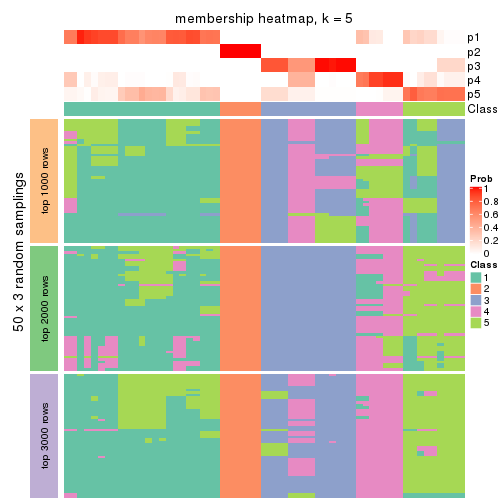 membership heatmap, k = 5
p1
p2
p3
p4
p5
Class
50 x 3 random samplings
top 1000 rows
top 2000 rows
top 3000 rows
Prob
1
0.8
0.6
0.4
0.2
0
Class
1
2
3
4
5